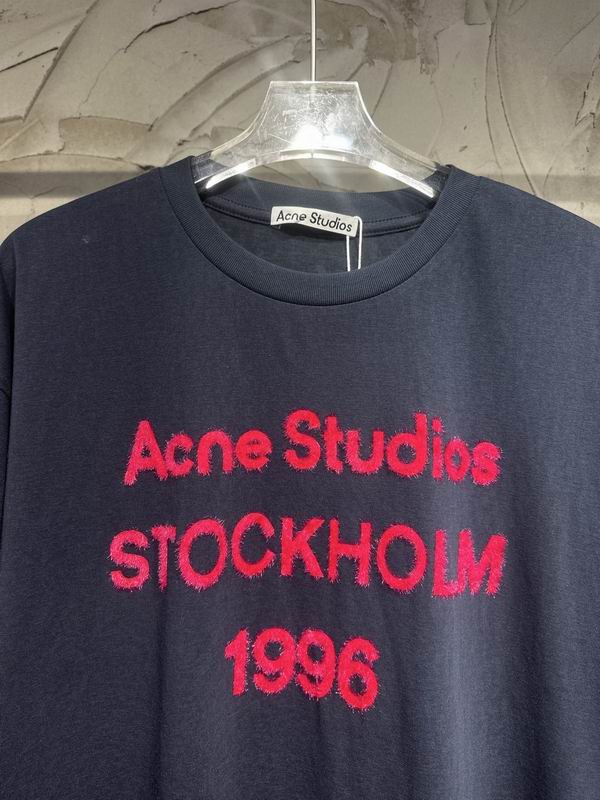 Acne Studios
Acne Studios
STOCKHOLM
1996